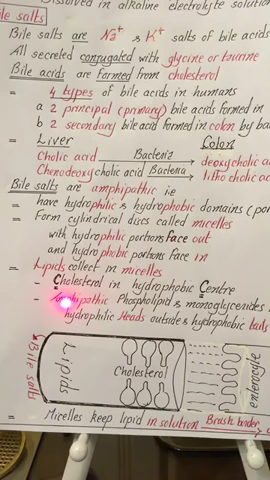 Dissolved in alkaline electrolyte solution
Bile salts
Bile salts are Na+ & K+ salts of bile acids
All secreted conjugated with glycine or taurine
Bile acids are formed from cholesterol
= 4 types of bile acids in humans
a 2 principal (primary) bile acids formed in
b 2 secondary bile acid formed in colon by ba
= Liver Colon
Cholic acid Bacteria deoxycholic a
Chenodeoxycholic acid Bacteria litho cholic a
Bile salts are amphipathic ie
= have hydrophilic & hydrophobic domains (por
= Form cylindrical discs called micelles
with hydrophilic portions Face out
and hydrophobic portions Face in
= Lipids collect in micelles
- Cholesterol in hydrophobic Centre
- Phospholipid & monoglycerides
hydrophilic Heads outside & hydrophobic tails
Bile salts
Lipids
Cholesterol
enterocyte
= Micelles keep lipid in solution Brush border